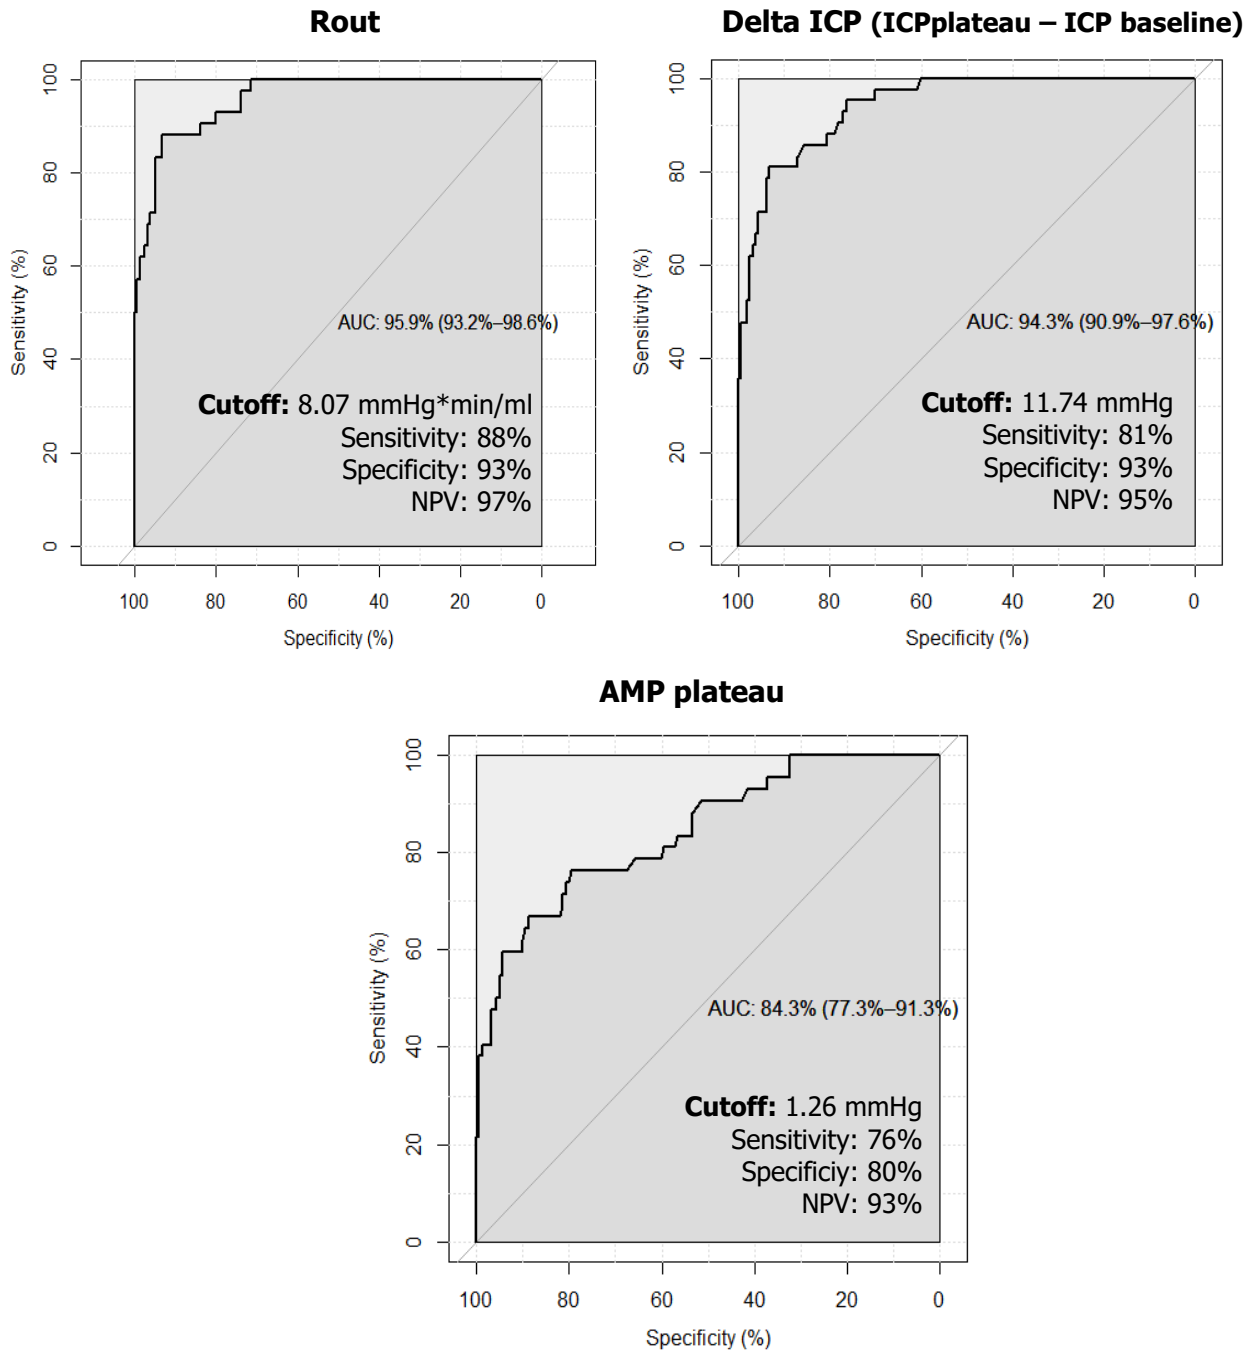 Rout
100
80
60
40
20
0
Sensitivity (%)
AUC: 95.9% (93.2%–98.6%)
Cutoff: 8.07 mmHg*min/ml
Sensitivity: 88%
Specificity: 93%
NPV: 97%
100 80 60 40 20 0
Specificity (%)
Delta ICP (ICPplateau – ICP baseline)
100
80
60
40
20
0
Sensitivity (%)
AUC: 94.3% (90.9%–97.6%)
Cutoff: 11.74 mmHg
Sensitivity: 81%
Specificity: 93%
NPV: 95%
100 80 60 40 20 0
Specificity (%)
AMP plateau
100
80
60
40
20
0
Sensitivity (%)
AUC: 84.3% (77.3%–91.3%)
Cutoff: 1.26 mmHg
Sensitivity: 76%
Specificiy: 80%
NPV: 93%
100 80 60 40 20 0
Specificity (%)